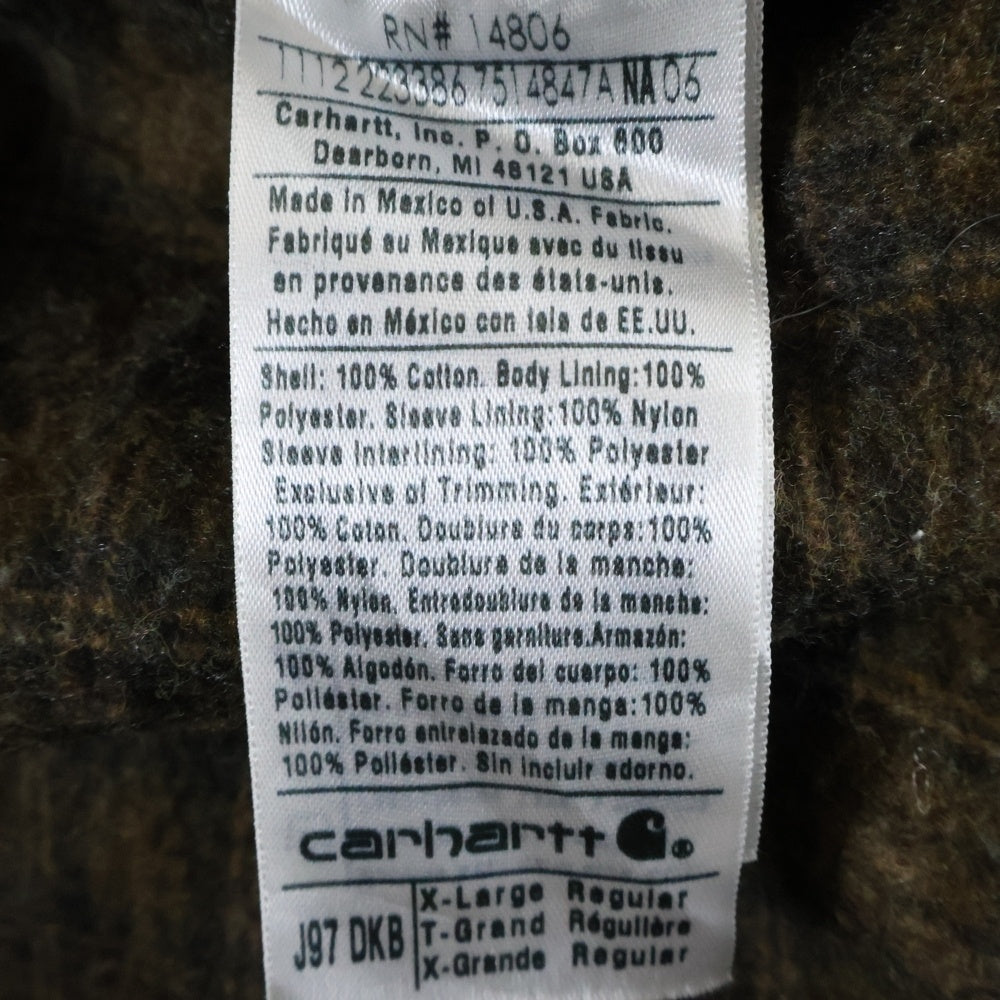 RN# 14806
1112 223386 7514847A NA 06
Carhartt, Inc. P. O. Box 600
Dearborn, MI 48121 USA
Made in Mexico of U.S.A. Fabric.
Fabriqué au Mexique avec du tissu
en provenance des états-unis.
Hecho en México con tela de EE.UU.
Shell: 100% Cotton. Body Lining:100%
Polyester. Sleeve Lining:100% Nylon
Sleeve Interlining: 100% Polyester
Exclusive of Trimming. Extérieur:
100% Coton. Doublure du corps:100%
Polyester. Doublure de la manche:
100% Nylon. Entredoublure de la manche:
100% Polyester. Sans garniture.Armazón:
100% Algodón. Forro del cuerpo: 100%
Poliéster. Forro de la manga:100%
Nilón. Forro entrelazado de la manga:
100% Poliéster. Sin incluir adorno.
carhartt ®
J97 DKB
X-Large Regular
T-Grand Régulière
X-Grande Regular